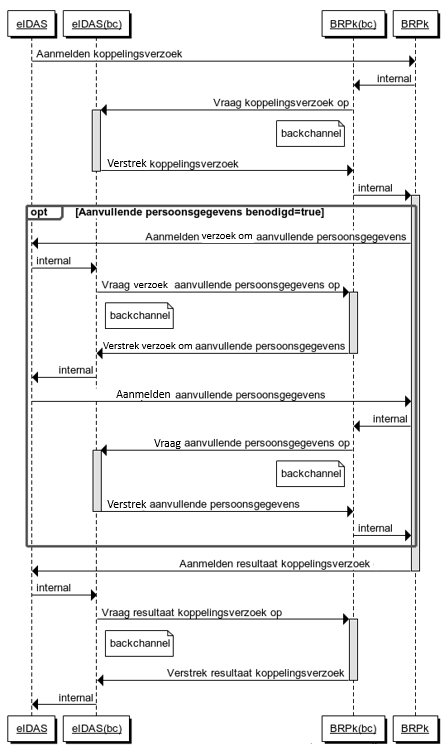 eIDAS eIDAS(bc) BRPk(bc) BRPk
Aanmelden koppelingsverzoek
internal
Vraag koppelingsverzoek op
backchannel
Verstrek koppelingsverzoek
internal
opt [Aanvullende persoonsgegevens benodigd=true]
Aanmelden verzoek om aanvullende persoonsgegevens
internal
Vraag verzoek aanvullende persoonsgegevens op
backchannel
Verstrek verzoek om aanvullende persoonsgegevens
internal
Aanmelden aanvullende persoonsgegevens
internal
Vraag aanvullende persoonsgegevens op
backchannel
Verstrek aanvullende persoonsgegevens
internal
Aanmelden resultaat koppelingsverzoek
internal
Vraag resultaat koppelingsverzoek op
backchannel
Verstrek resultaat koppelingsverzoek
internal
eIDAS eIDAS(bc) BRPk(bc) BRPk